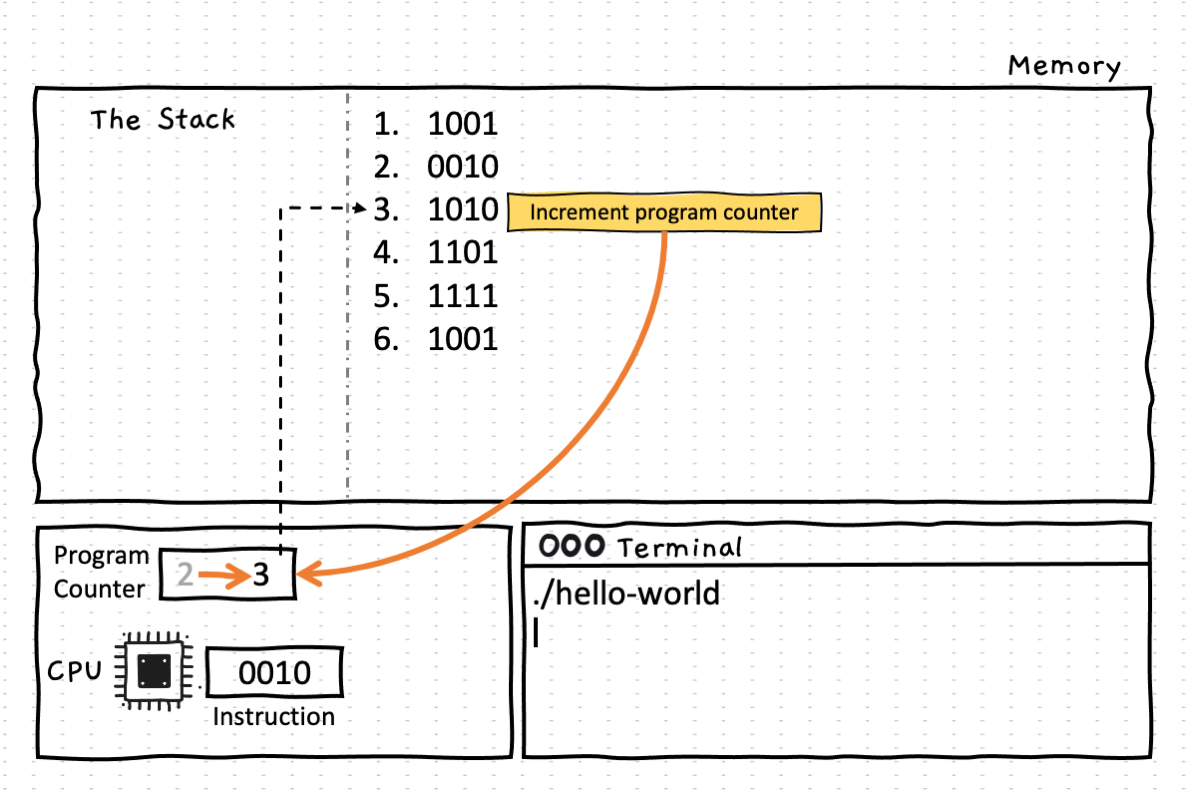 Memory
The Stack
1. 1001
2. 0010
3. 1010 Increment program counter
4. 1101
5. 1111
6. 1001
Program
Counter
2 3
CPU
0010
Instruction
Terminal
./hello-world